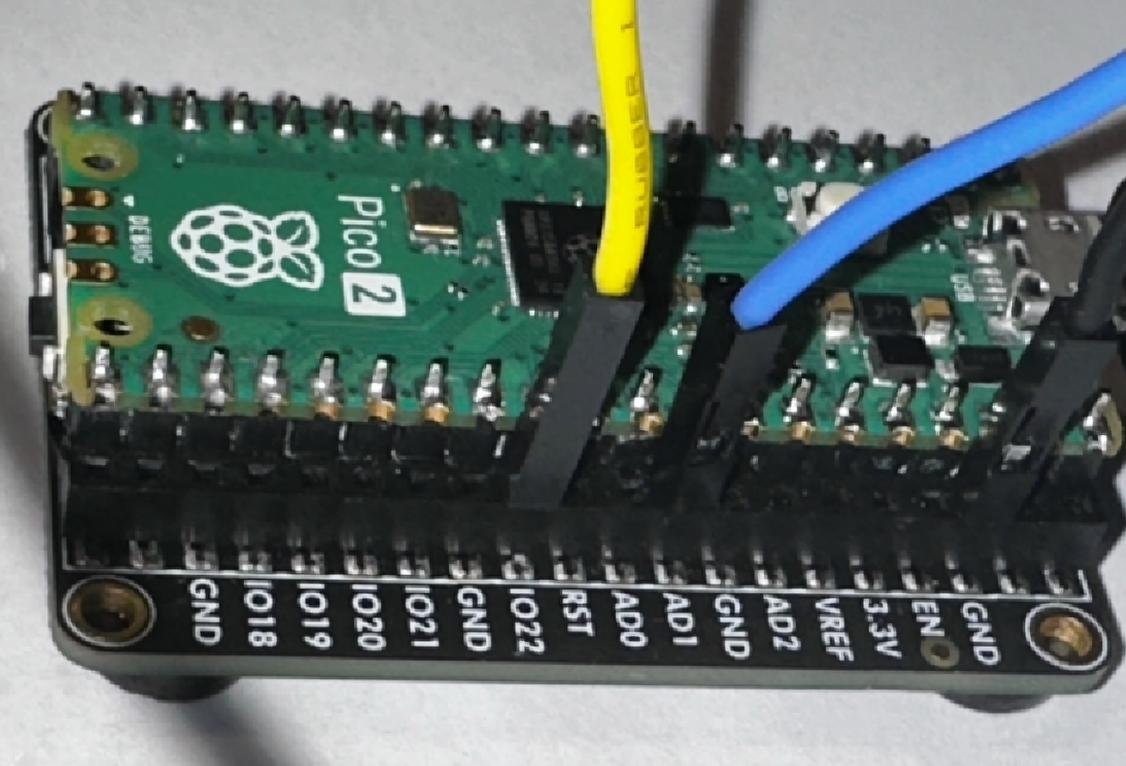 DEBUG
Pico 2
USB
GND
IO18
IO19
IO20
IO21
GND
IO22
RST
AD0
AD1
GND
AD2
VREF
3.3V
EN
GND